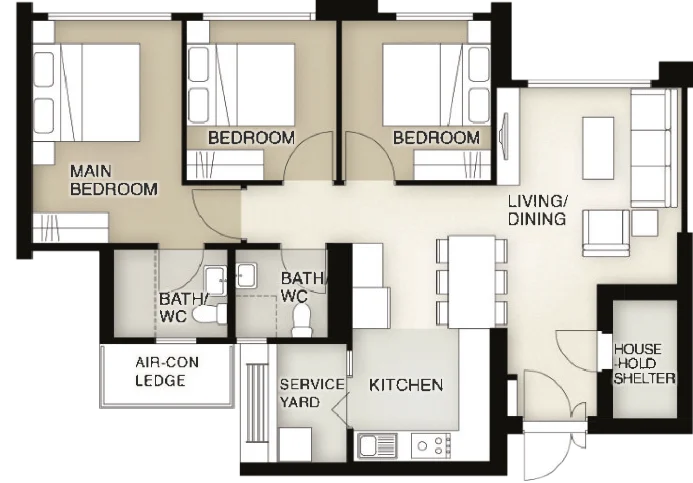 BEDROOM
BEDROOM
MAIN
BEDROOM
LIVING/
DINING
BATH/
WC
BATH/
WC
AIR-CON
LEDGE
SERVICE
YARD
KITCHEN
HOUSE
-HOLD
SHELTER